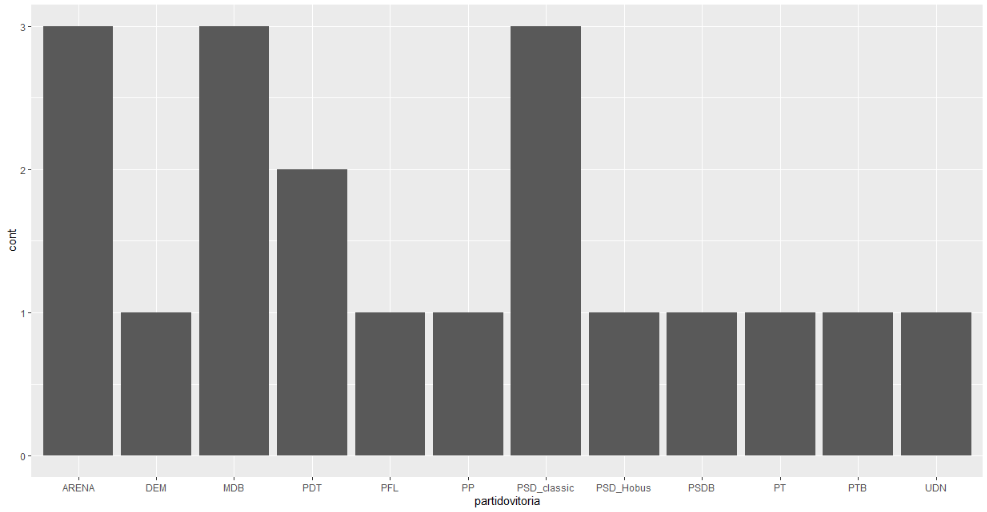 cont
3
2
1
0
ARENA DEM MDB PDT PFL PP PSD_classic PSD_Hobus PSDB PT PTB UDN
partidovitoria